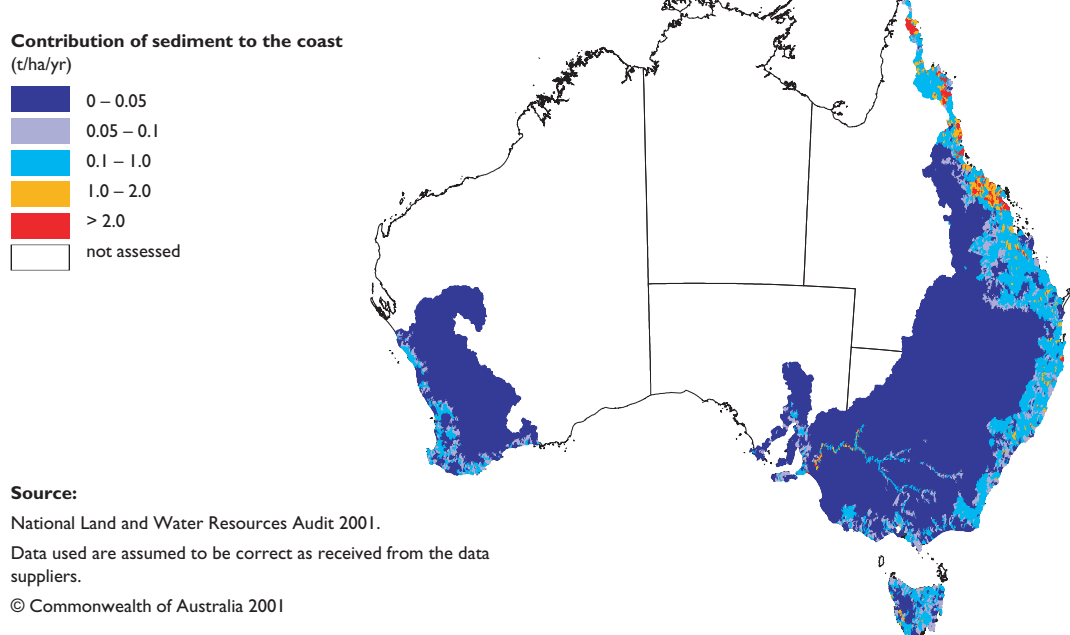 Contribution of sediment to the coast
(t/ha/yr)
0 – 0.05
0.05 – 0.1
0.1 – 1.0
1.0 – 2.0
> 2.0
not assessed
Source:
National Land and Water Resources Audit 2001.
Data used are assumed to be correct as received from the data
suppliers.
© Commonwealth of Australia 2001